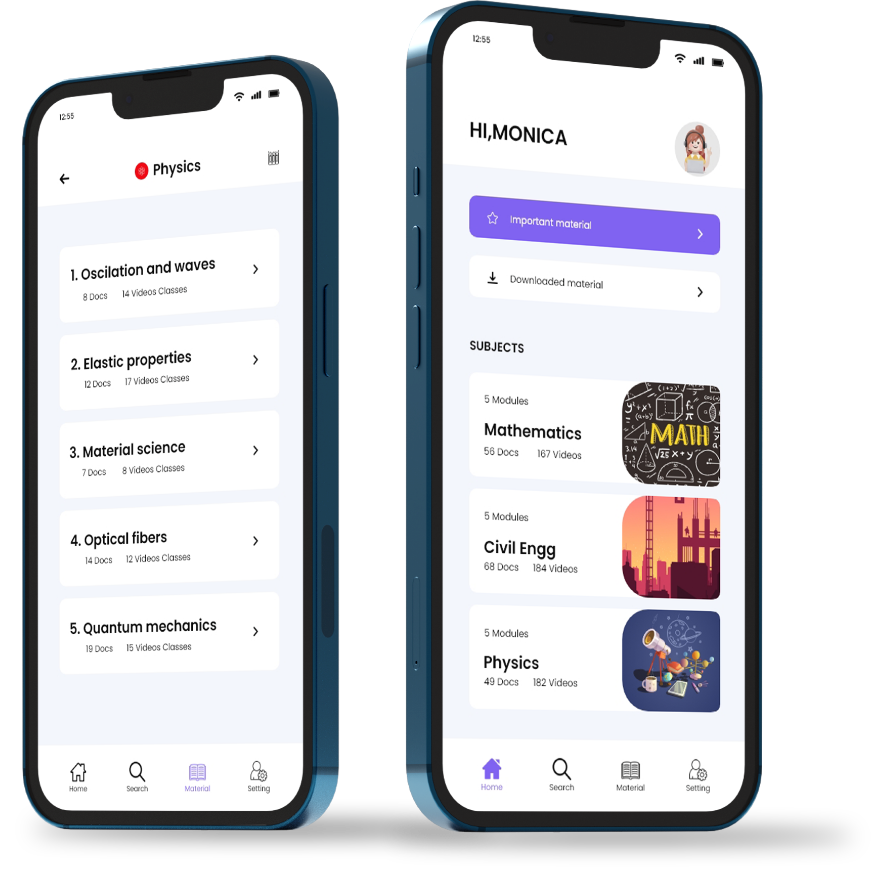 12:55
Physics
1. Oscilation and waves
8 Docs 14 Videos Classes
2. Elastic properties
12 Docs 17 Videos Classes
3. Material science
7 Docs 8 Videos Classes
4. Optical fibers
14 Docs 12 Videos Classes
5. Quantum mechanics
19 Docs 15 Videos Classes
Home Search Material Setting
12:55
HI,MONICA
Important material
Downloaded material
SUBJECTS
5 Modules
Mathematics
56 Docs 167 Videos
MATH
√25 x+y
3.14
5 Modules
Civil Engg
68 Docs 184 Videos
5 Modules
Physics
49 Docs 182 Videos
Home Search Material Setting